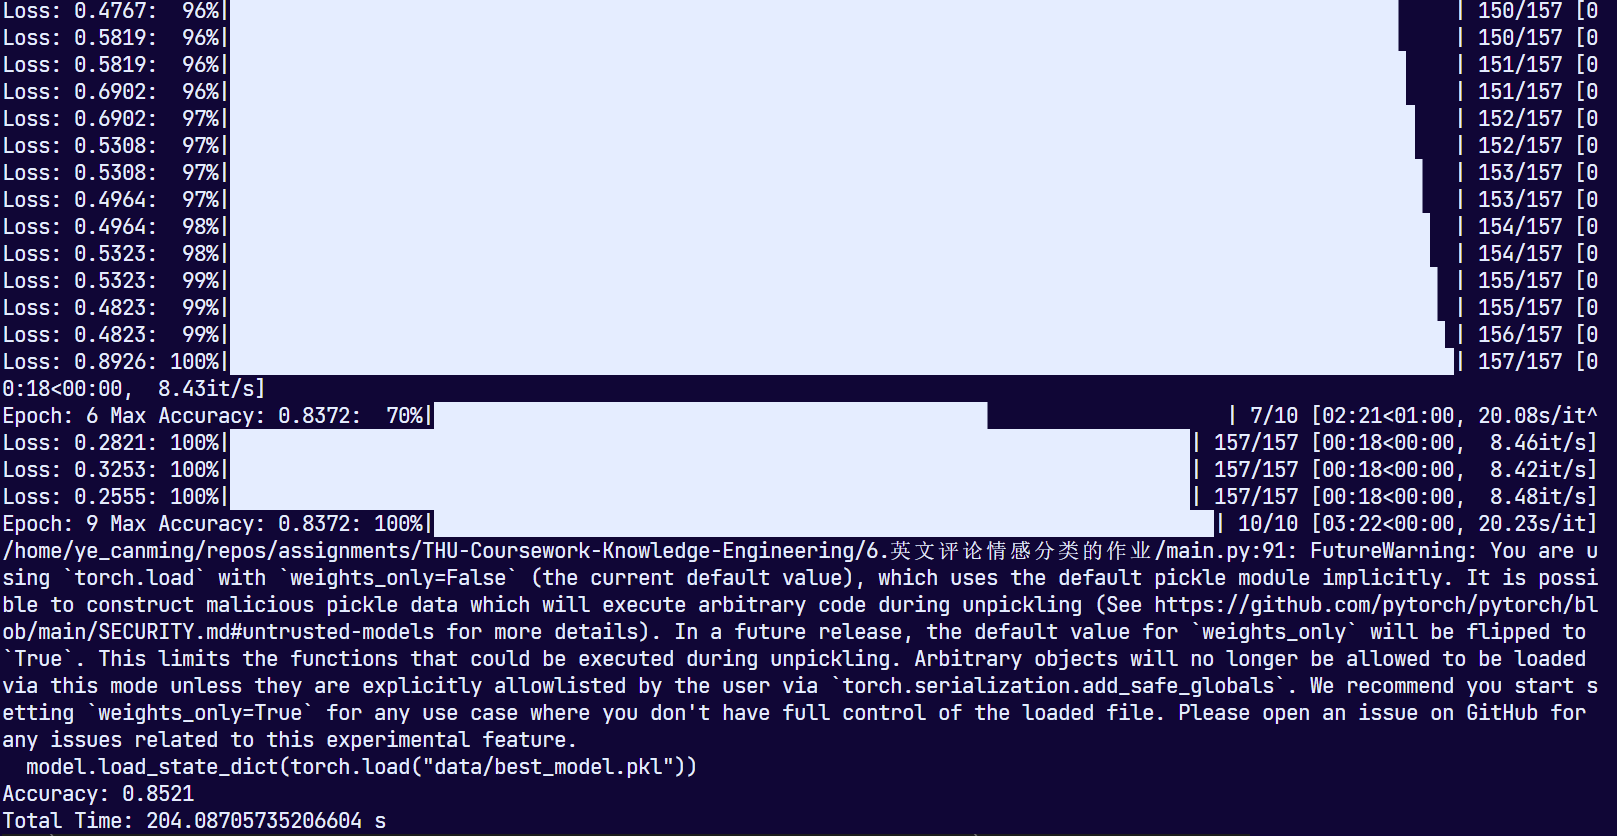 Loss: 0.4767:  96%| | 150/157 [0
Loss: 0.5819:  96%| | 150/157 [0
Loss: 0.5819:  96%| | 151/157 [0
Loss: 0.6902:  96%| | 151/157 [0
Loss: 0.6902:  97%| | 152/157 [0
Loss: 0.5308:  97%| | 152/157 [0
Loss: 0.5308:  97%| | 153/157 [0
Loss: 0.4964:  97%| | 153/157 [0
Loss: 0.4964:  98%| | 154/157 [0
Loss: 0.5323:  98%| | 154/157 [0
Loss: 0.5323:  99%| | 155/157 [0
Loss: 0.4823:  99%| | 155/157 [0
Loss: 0.4823:  99%| | 156/157 [0
Loss: 0.8926: 100%| | 157/157 [0
0:18<00:00,  8.43it/s]
Epoch: 6 Max Accuracy: 0.8372:  70%| | 7/10 [02:21<01:00, 20.08s/it^
Loss: 0.2821: 100%| | 157/157 [00:18<00:00,  8.46it/s]
Loss: 0.3253: 100%| | 157/157 [00:18<00:00,  8.42it/s]
Loss: 0.2555: 100%| | 157/157 [00:18<00:00,  8.48it/s]
Epoch: 9 Max Accuracy: 0.8372: 100%| | 10/10 [03:22<00:00, 20.23s/it]
/home/ye_canming/repos/assignments/THU-Coursework-Knowledge-Engineering/6.英文评论情感分类的作业/main.py:91: FutureWarning: You are u
sing `torch.load` with `weights_only=False` (the current default value), which uses the default pickle module implicitly. It is possi
ble to construct malicious pickle data which will execute arbitrary code during unpickling (See https://github.com/pytorch/pytorch/bl
ob/main/SECURITY.md#untrusted-models for more details). In a future release, the default value for `weights_only` will be flipped to
`True`. This limits the functions that could be executed during unpickling. Arbitrary objects will no longer be allowed to be loaded
via this mode unless they are explicitly allowlisted by the user via `torch.serialization.add_safe_globals`. We recommend you start s
etting `weights_only=True` for any use case where you don't have full control of the loaded file. Please open an issue on GitHub for
any issues related to this experimental feature.
  model.load_state_dict(torch.load("data/best_model.pkl"))
Accuracy: 0.8521
Total Time: 204.08705735206604 s